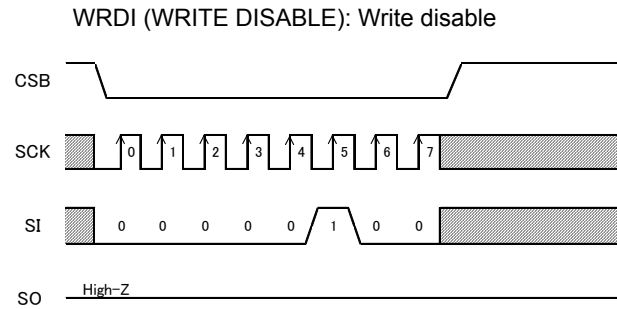 WRDI (WRITE DISABLE): Write disable
CSB
SCK 0 1 2 3 4 5 6 7
SI 0 0 0 0 0 1 0 0
High-Z
SO